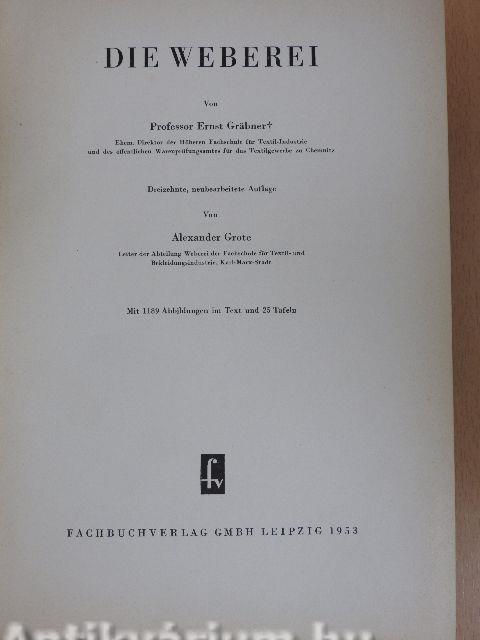 DIE WEBEREI
Von
Professor Ernst Gräbner†
Ehem. Direktor der Höheren Fachschule für Textil-Industrie
und des öffentlichen Warenprüfungsamtes für das Textilgewerbe zu Chemnitz
Dreizehnte, neubearbeitete Auflage
Von
Alexander Grote
Leiter der Abteilung Weberei der Fachschule für Textil- und
Bekleidungsindustrie, Karl-Marx-Stadt
Mit 1189 Abbildungen im Text und 25 Tafeln
fv
FACHBUCHVERLAG GMBH LEIPZIG 1953
Antikvárium.hu